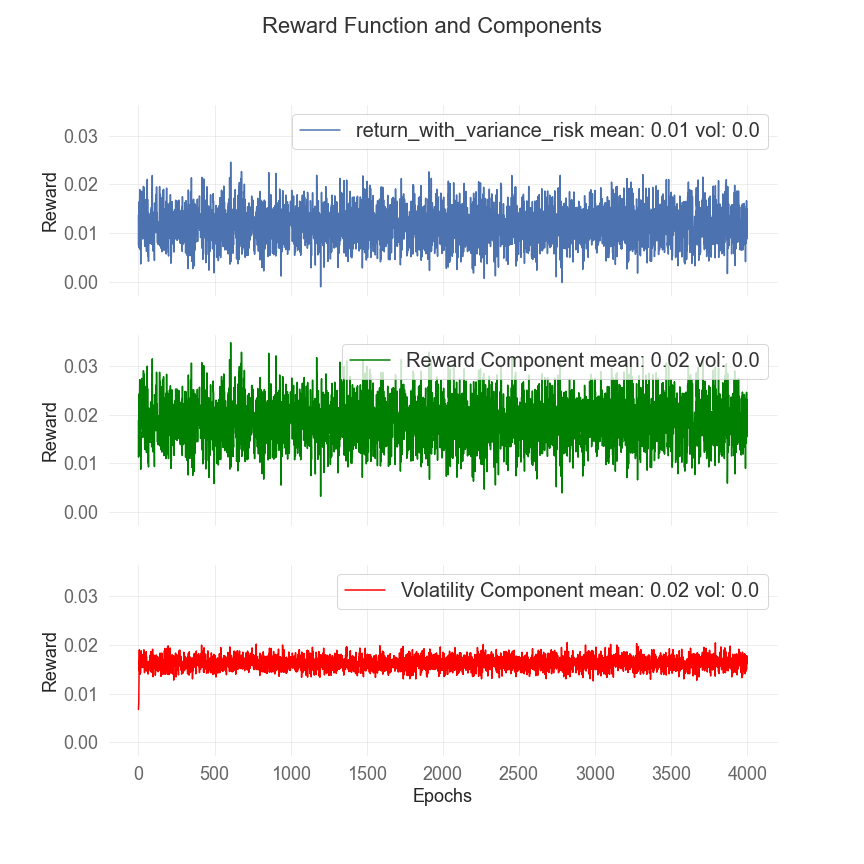 Reward Function and Components
return_with_variance_risk mean: 0.01 vol: 0.0
0.03
0.02
0.01
0.00
Reward
Reward Component mean: 0.02 vol: 0.0
0.03
0.02
0.01
0.00
Reward
Volatility Component mean: 0.02 vol: 0.0
0.03
0.02
0.01
0.00
Reward
0 500 1000 1500 2000 2500 3000 3500 4000
Epochs